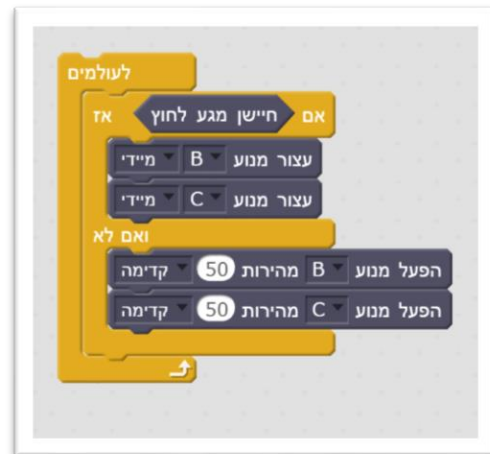 לעולמים
אם חיישן מגע לחוץ אז
עצור מנוע B מיידי
עצור מנוע C מיידי
ואם לא
הפעל מנוע B מהירות 50 קדימה
הפעל מנוע C מהירות 50 קדימה